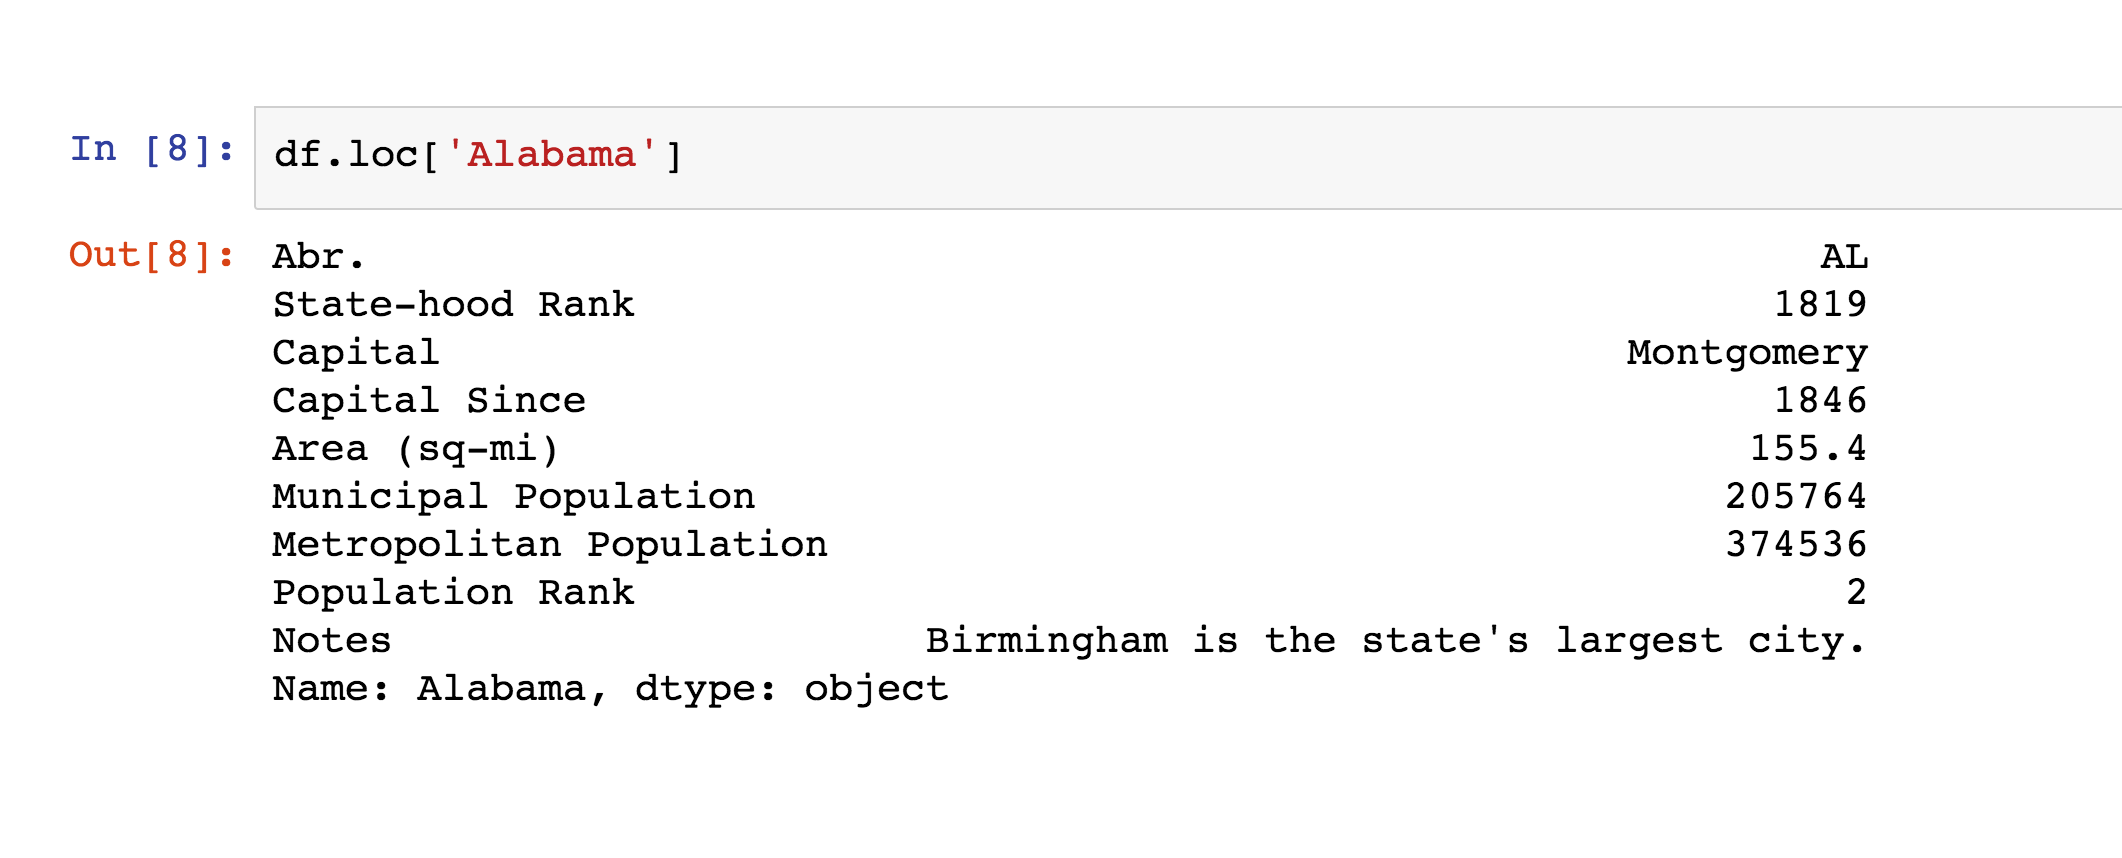 In [8]: df.loc['Alabama']
Out[8]: Abr. AL
State-hood Rank 1819
Capital Montgomery
Capital Since 1846
Area (sq-mi) 155.4
Municipal Population 205764
Metropolitan Population 374536
Population Rank 2
Notes Birmingham is the state's largest city.
Name: Alabama, dtype: object